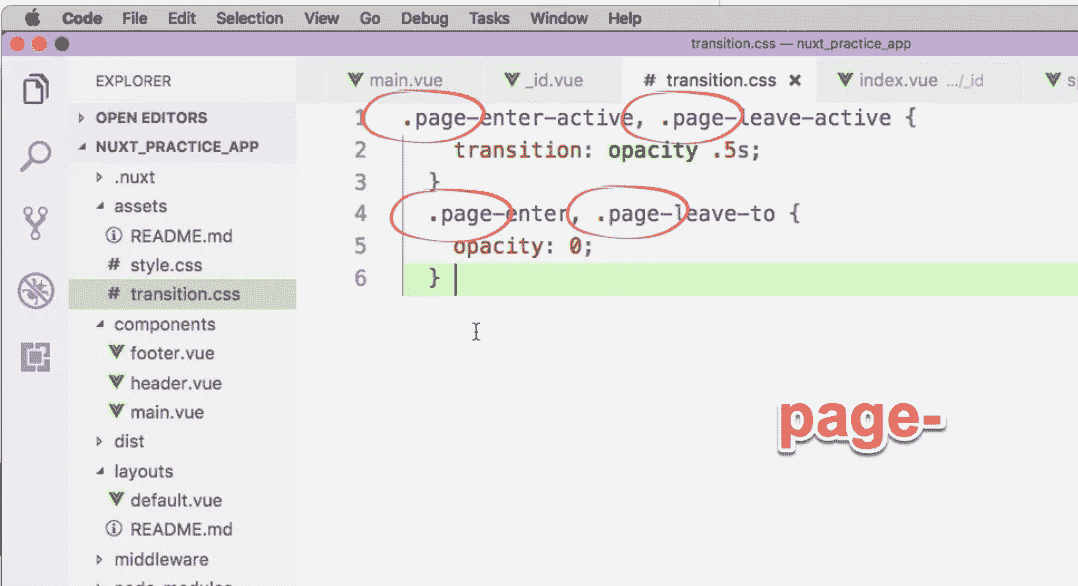 Code File Edit Selection View Go Debug Tasks Window Help
transition.css — nuxt_practice_app
EXPLORER
main.vue _id.vue # transition.css × index.vue .../_id
OPEN EDITORS
NUXT_PRACTICE_APP
.nuxt
assets
README.md
# style.css
# transition.css
components
footer.vue
header.vue
main.vue
dist
layouts
default.vue
README.md
middleware
1 .page-enter-active, .page-leave-active {
2 transition: opacity .5s;
3 }
4 .page-enter, .page-leave-to {
5 opacity: 0;
6 }
page-